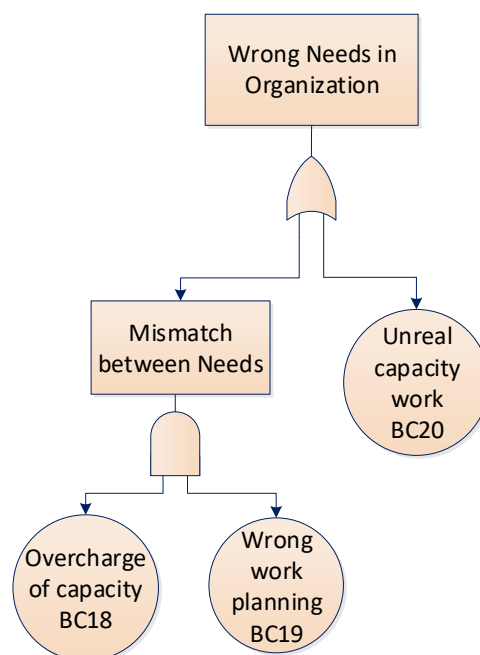 Wrong Needs in
Organization
Mismatch
between Needs
Unreal
capacity
work
BC20
Overcharge
of capacity
BC18
Wrong
work
planning
BC19